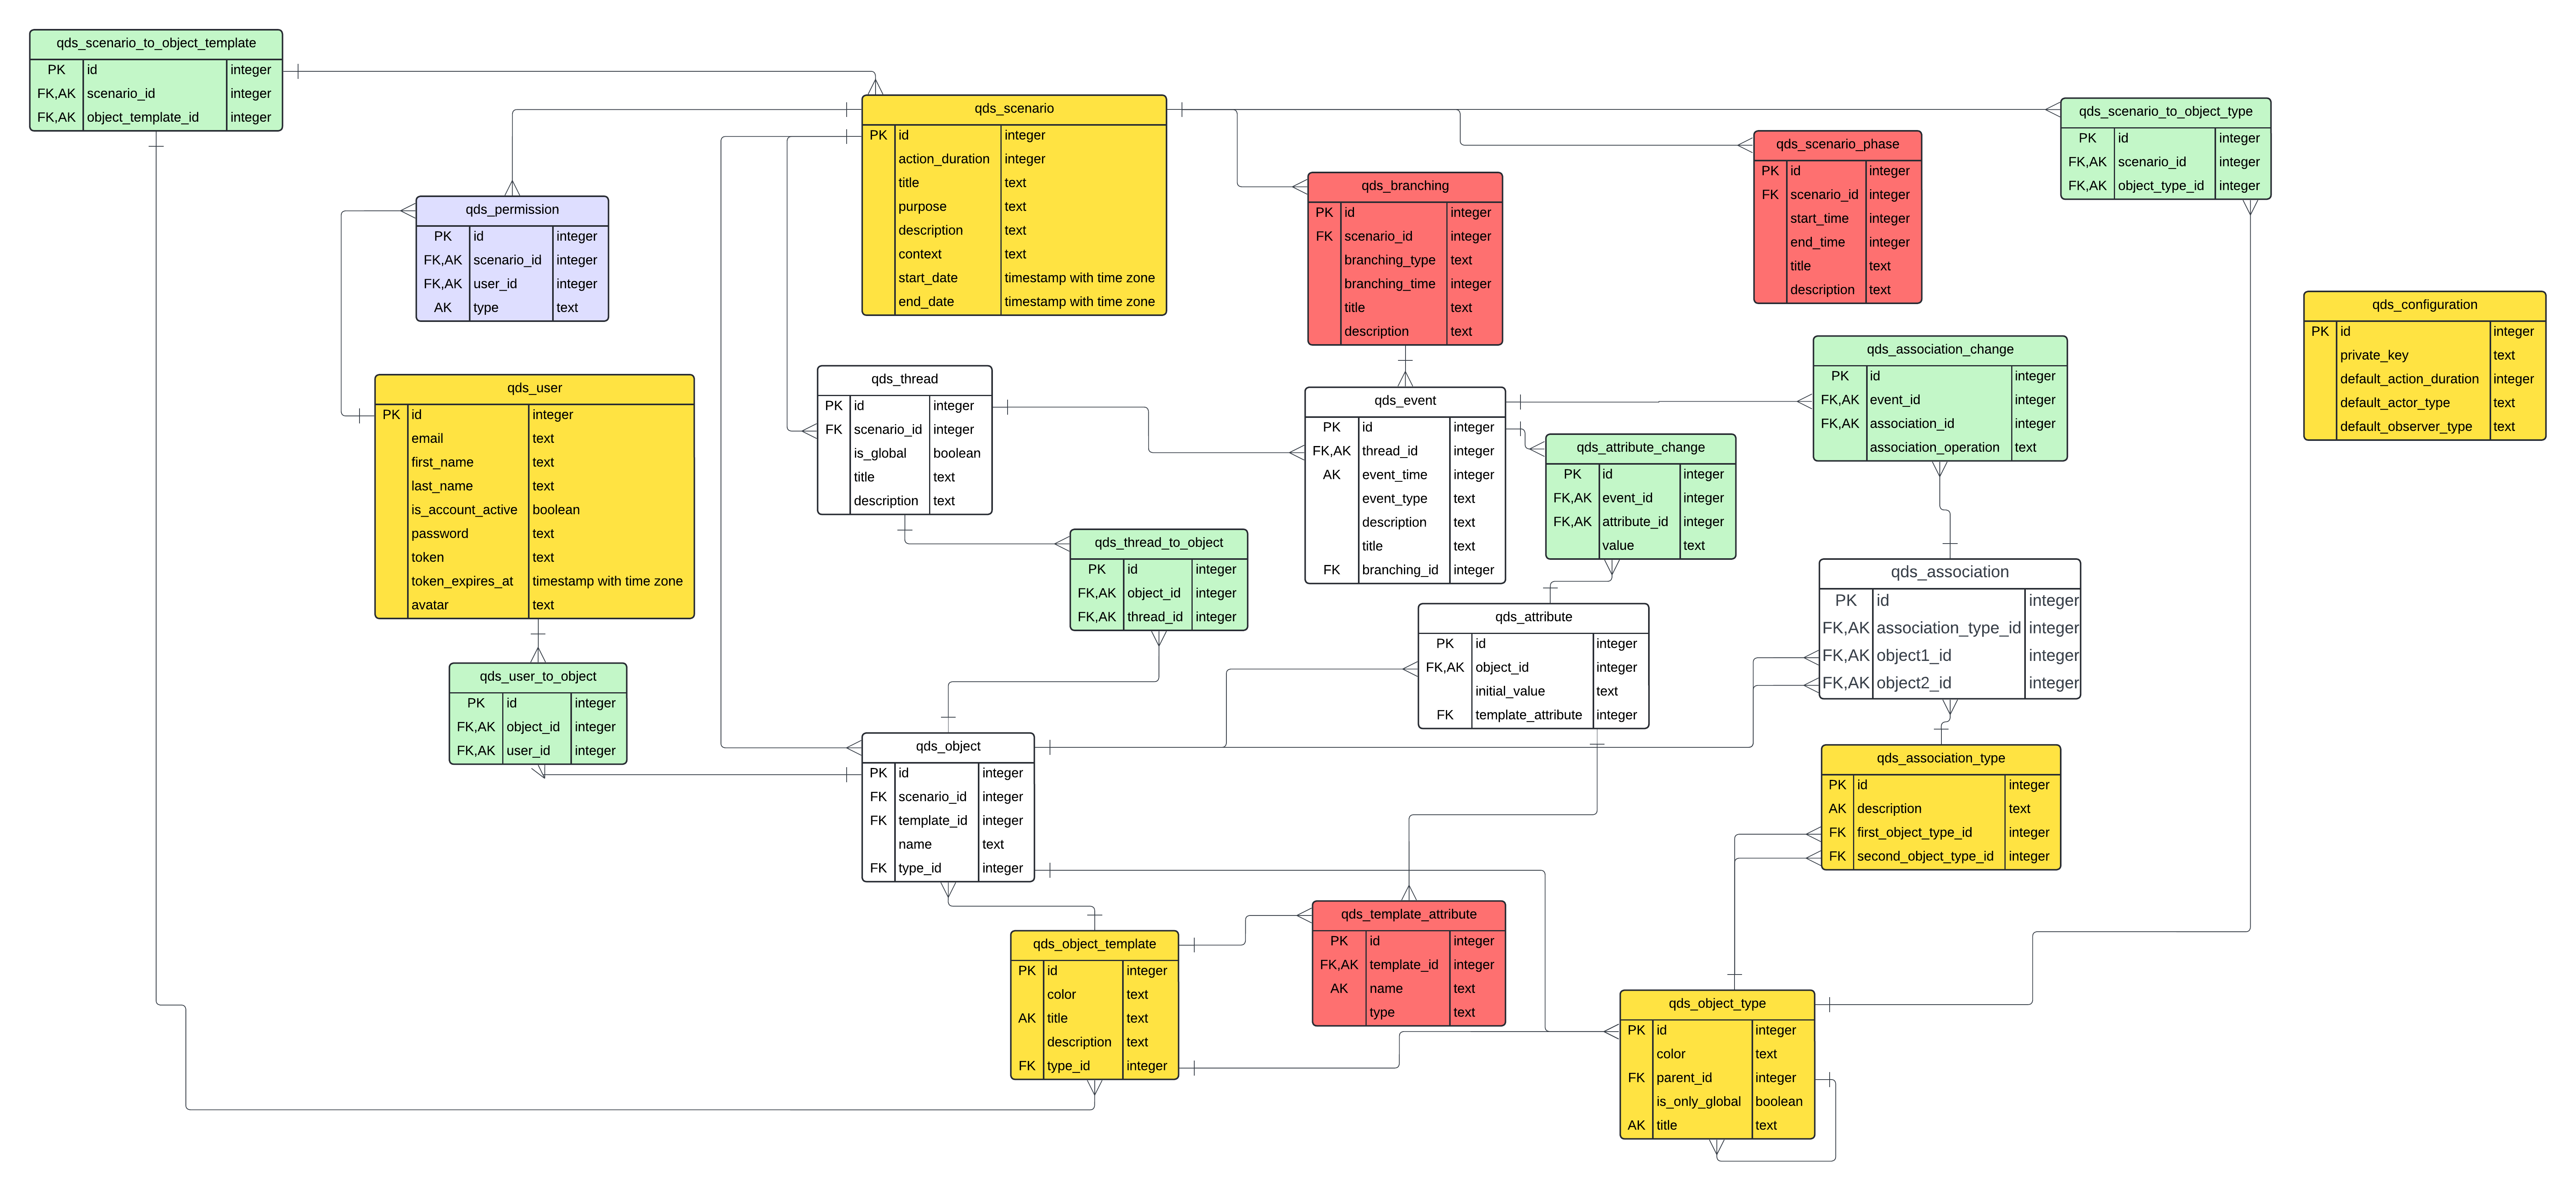 qds_scenario_to_object_template
PK id integer
FK,AK scenario_id integer
FK,AK object_template_id integer
qds_scenario
PK id integer
action_duration integer
title text
purpose text
description text
context text
start_date timestamp with time zone
end_date timestamp with time zone
qds_scenario_to_object_type
PK id integer
FK,AK scenario_id integer
FK,AK object_type_id integer
qds_scenario_phase
PK id integer
FK scenario_id integer
start_time integer
end_time integer
title text
description text
qds_branching
PK id integer
FK scenario_id integer
branching_type text
branching_time integer
title text
description text
qds_permission
PK id integer
FK,AK scenario_id integer
FK,AK user_id integer
AK type text
qds_configuration
PK id integer
private_key text
default_action_duration integer
default_actor_type text
default_observer_type text
qds_association_change
PK id integer
FK,AK event_id integer
FK,AK association_id integer
association_operation text
qds_user
PK id integer
email text
first_name text
last_name text
is_account_active boolean
password text
token text
token_expires_at timestamp with time zone
avatar text
qds_thread
PK id integer
FK scenario_id integer
is_global boolean
title text
description text
qds_event
PK id integer
FK,AK thread_id integer
AK event_time integer
event_type text
description text
title text
FK branching_id integer
qds_attribute_change
PK id integer
FK,AK event_id integer
FK,AK attribute_id integer
value text
qds_thread_to_object
PK id integer
FK,AK object_id integer
FK,AK thread_id integer
qds_association
PK id integer
FK,AK association_type_id integer
FK,AK object1_id integer
FK,AK object2_id integer
qds_attribute
PK id integer
FK,AK object_id integer
initial_value text
FK template_attribute integer
qds_user_to_object
PK id integer
FK,AK object_id integer
FK,AK user_id integer
qds_object
PK id integer
FK scenario_id integer
FK template_id integer
name text
FK type_id integer
qds_association_type
PK id integer
AK description text
FK first_object_type_id integer
FK second_object_type_id integer
qds_template_attribute
PK id integer
FK,AK template_id integer
AK name text
type text
qds_object_template
PK id integer
color text
AK title text
description text
FK type_id integer
qds_object_type
PK id integer
color text
FK parent_id integer
is_only_global boolean
AK title text